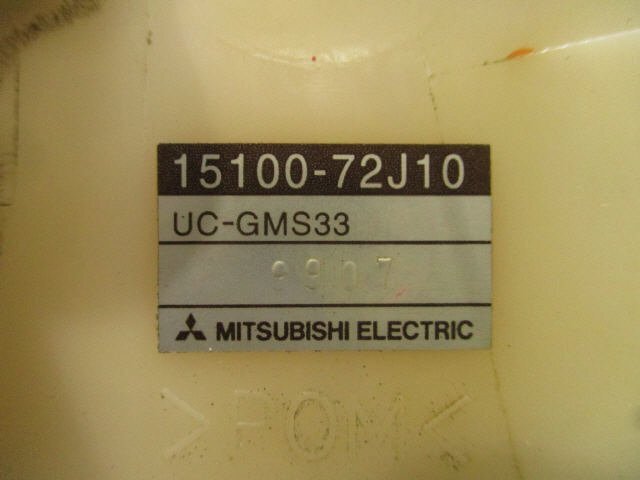 15100-72J10
UC-GMS33
9907
MITSUBISHI ELECTRIC
>POM<